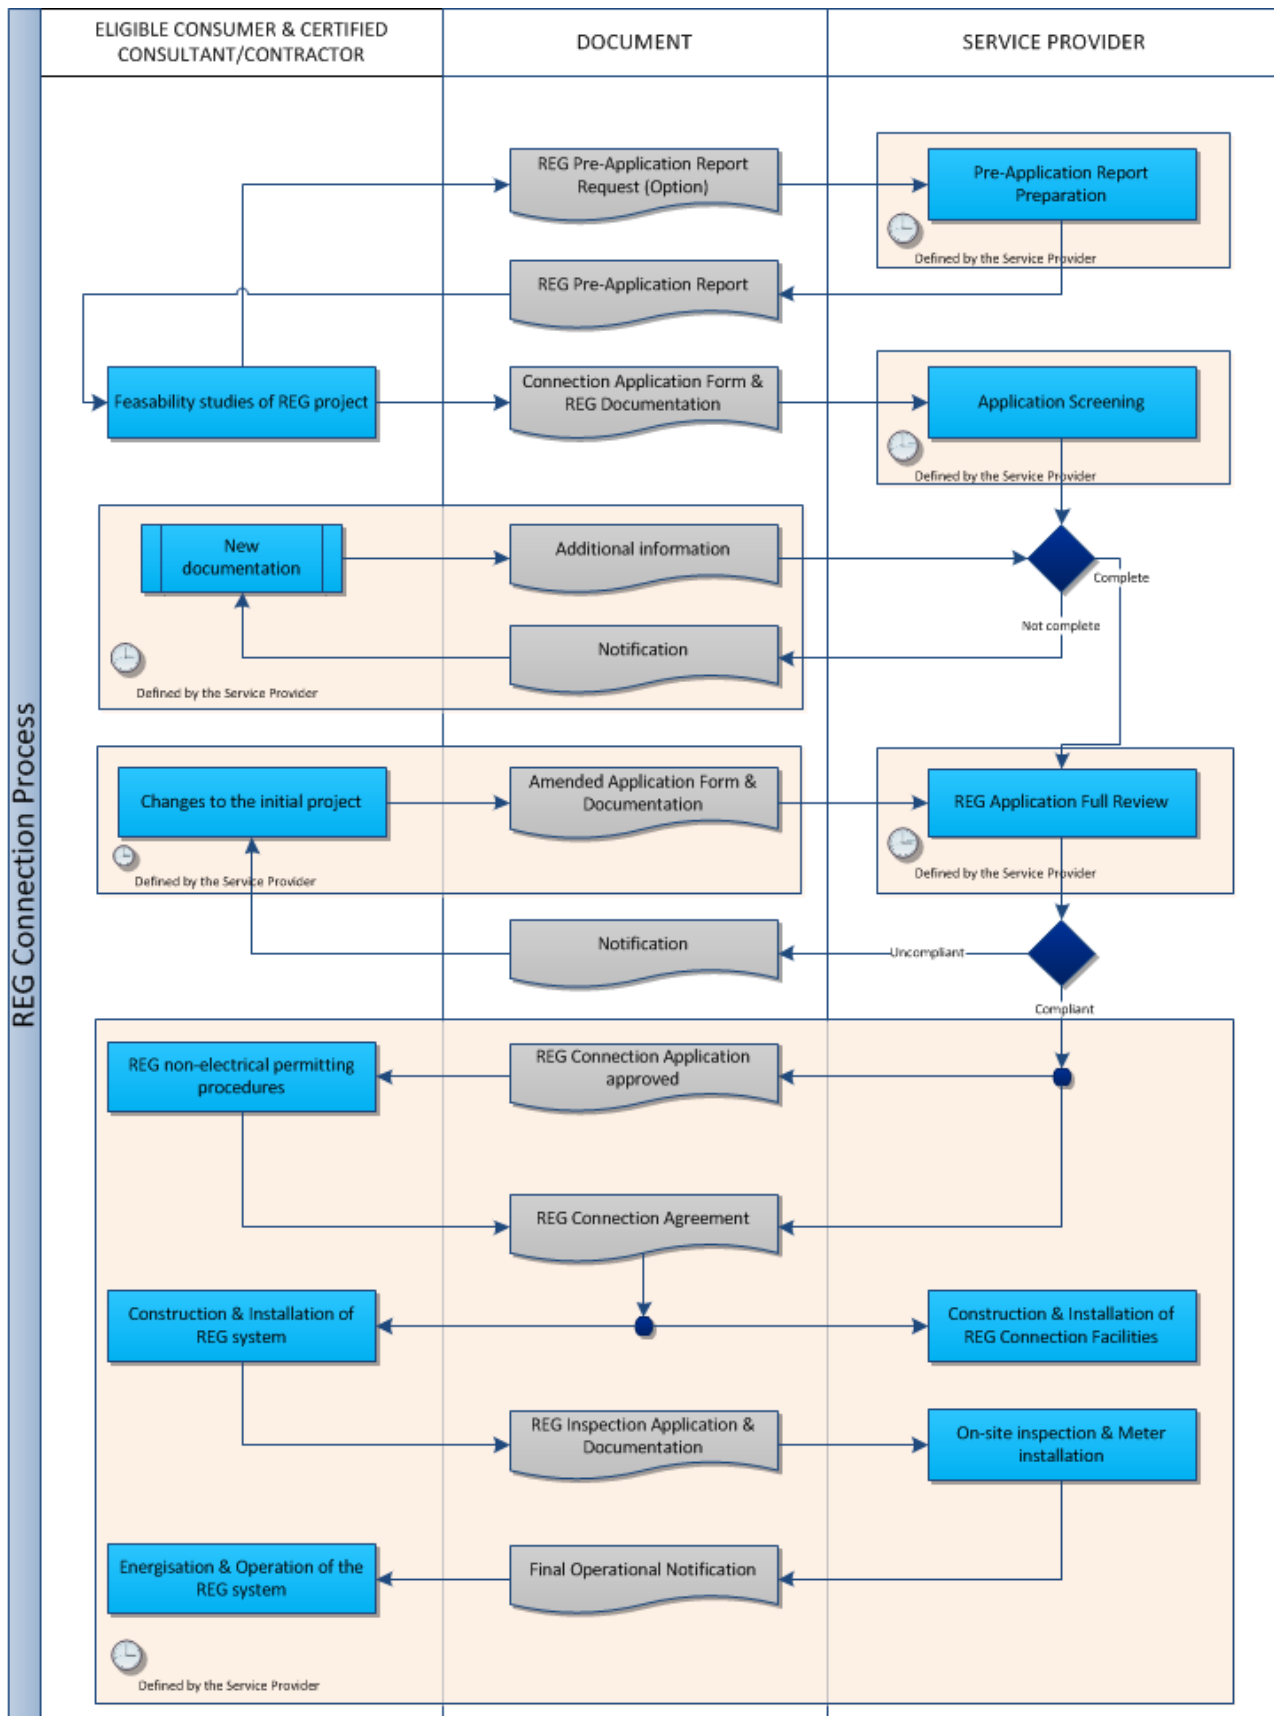 REG Connection Process
ELIGIBLE CONSUMER & CERTIFIED
CONSULTANT/CONTRACTOR
DOCUMENT
SERVICE PROVIDER
REG Pre-Application Report
Request (Option)
Pre-Application Report
Preparation
Defined by the Service Provider
REG Pre-Application Report
Feasability studies of REG project
Connection Application Form &
REG Documentation
Application Screening
Defined by the Service Provider
New
documentation
Additional information
Complete
Not complete
Notification
Defined by the Service Provider
Changes to the initial project
Amended Application Form &
Documentation
REG Application Full Review
Defined by the Service Provider
Defined by the Service Provider
Notification
Uncompliant
Compliant
REG non-electrical permitting
procedures
REG Connection Application
approved
REG Connection Agreement
Construction & Installation of
REG system
Construction & Installation of
REG Connection Facilities
REG Inspection Application &
Documentation
On-site inspection & Meter
installation
Energisation & Operation of the
REG system
Final Operational Notification
Defined by the Service Provider